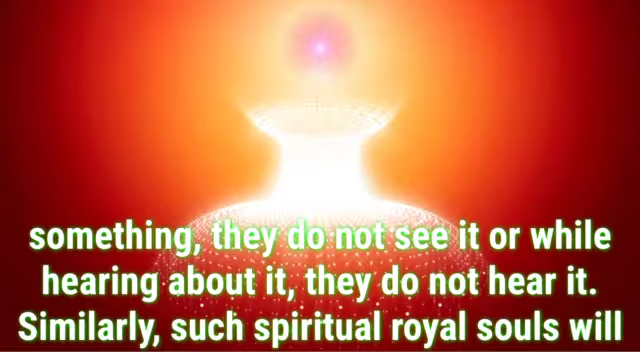 something, they do not see it or while
hearing about it, they do not hear it.
Similarly, such spiritual royal souls will